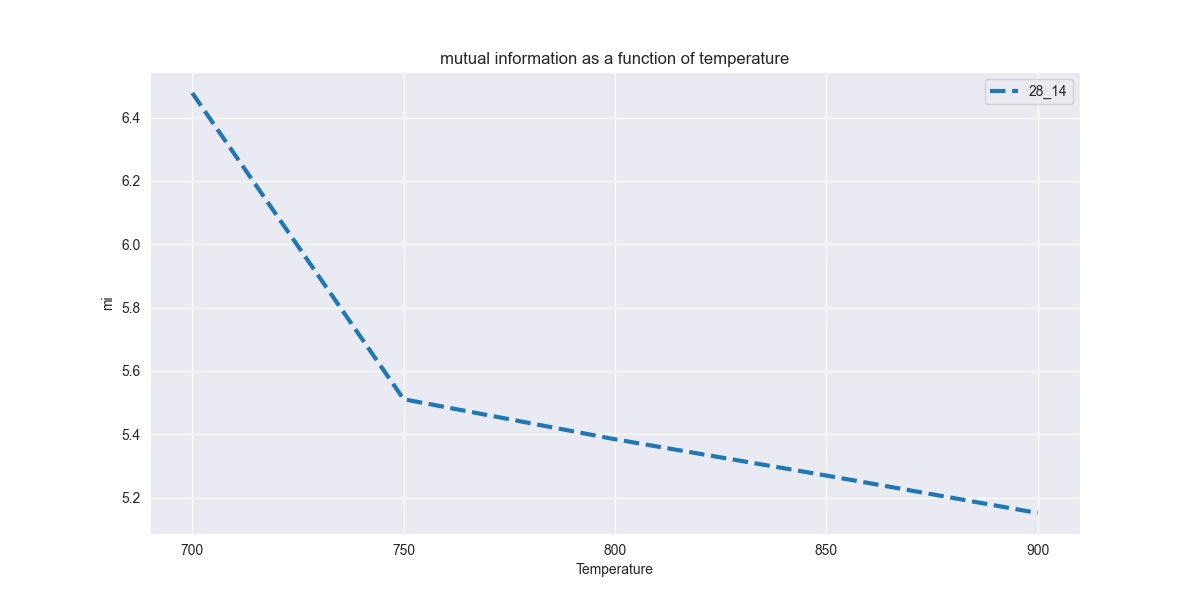 mutual information as a function of temperature
28_14
6.4
6.2
6.0
5.8
5.6
5.4
5.2
mi
700 750 800 850 900
Temperature